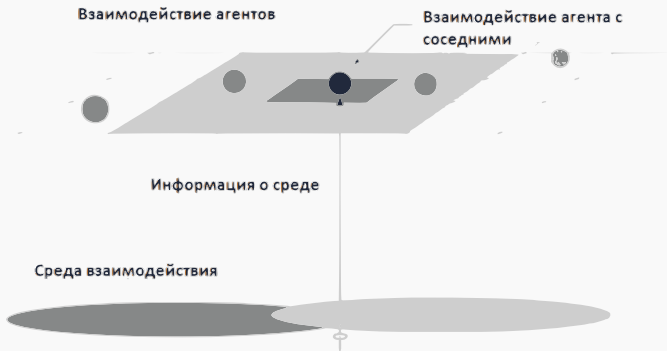 Взаимодействие агентов
Взаимодействие агента с
соседними
Информация о среде
Среда взаимодействия